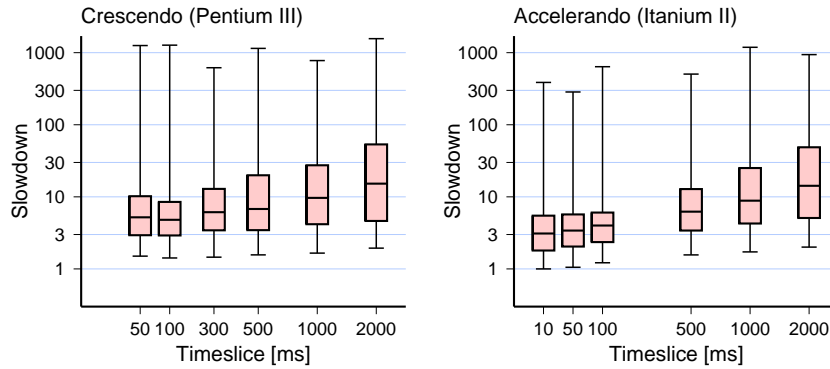 Crescendo (Pentium III)
1000
300
100
30
10
3
1
Slowdown
50 100 300 500 1000 2000
Timeslice [ms]
Accelerando (Itanium II)
1000
300
100
30
10
3
1
Slowdown
10 50 100 500 1000 2000
Timeslice [ms]